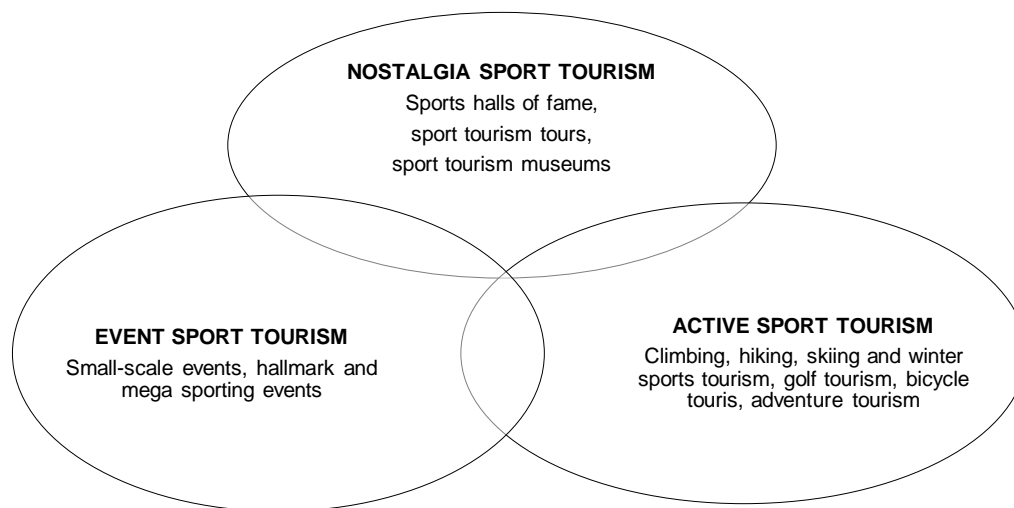 NOSTALGIA SPORT TOURISM
Sports halls of fame,
sport tourism tours,
sport tourism museums
EVENT SPORT TOURISM
Small-scale events, hallmark and
mega sporting events
ACTIVE SPORT TOURISM
Climbing, hiking, skiing and winter
sports tourism, golf tourism, bicycle
touris, adventure tourism